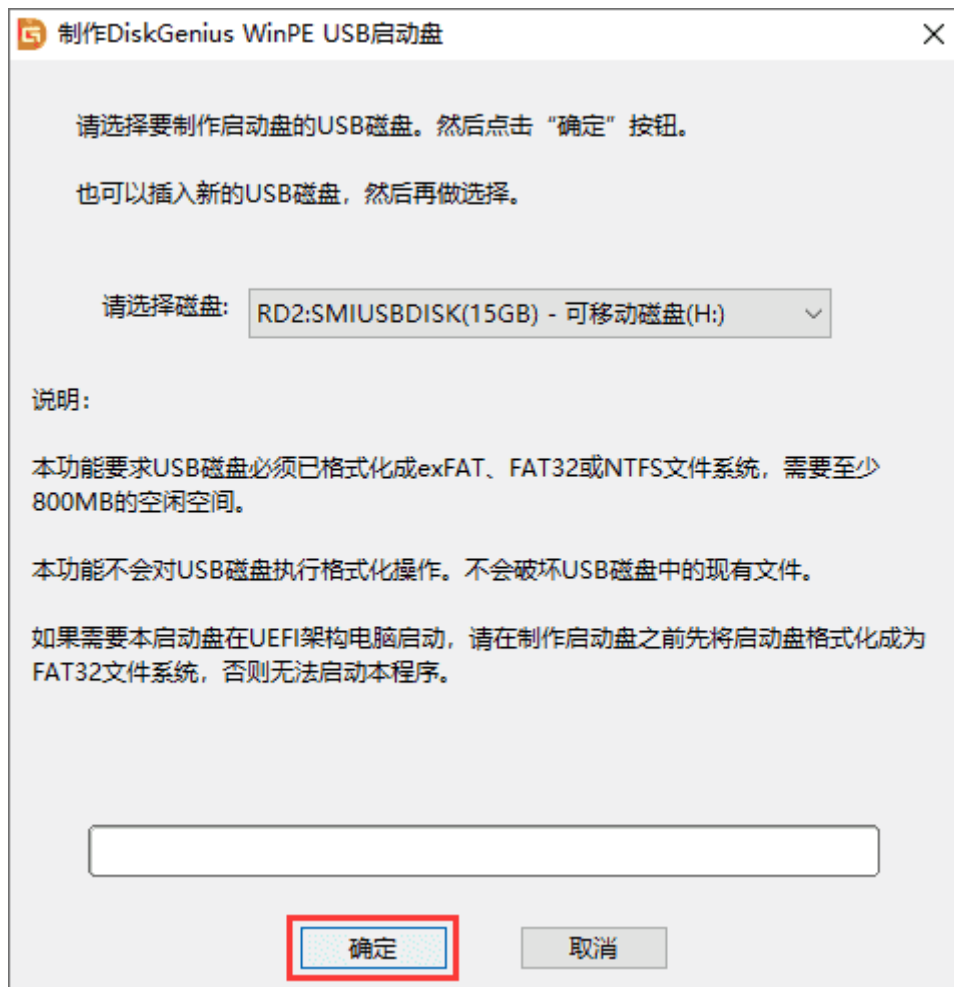 制作DiskGenius WinPE USB启动盘
请选择要制作启动盘的USB磁盘。然后点击“确定”按钮。
也可以插入新的USB磁盘，然后再做选择。
请选择磁盘: RD2:SMIUSBDISK(15GB) - 可移动磁盘(H:)
说明：
本功能要求USB磁盘必须已格式化成exFAT、FAT32或NTFS文件系统，需要至少
800MB的空闲空间。
本功能不会对USB磁盘执行格式化操作。不会破坏USB磁盘中的现有文件。
如果需要本启动盘在UEFI架构电脑启动，请在制作启动盘之前先将启动盘格式化成为
FAT32文件系统，否则无法启动本程序。
确定 取消